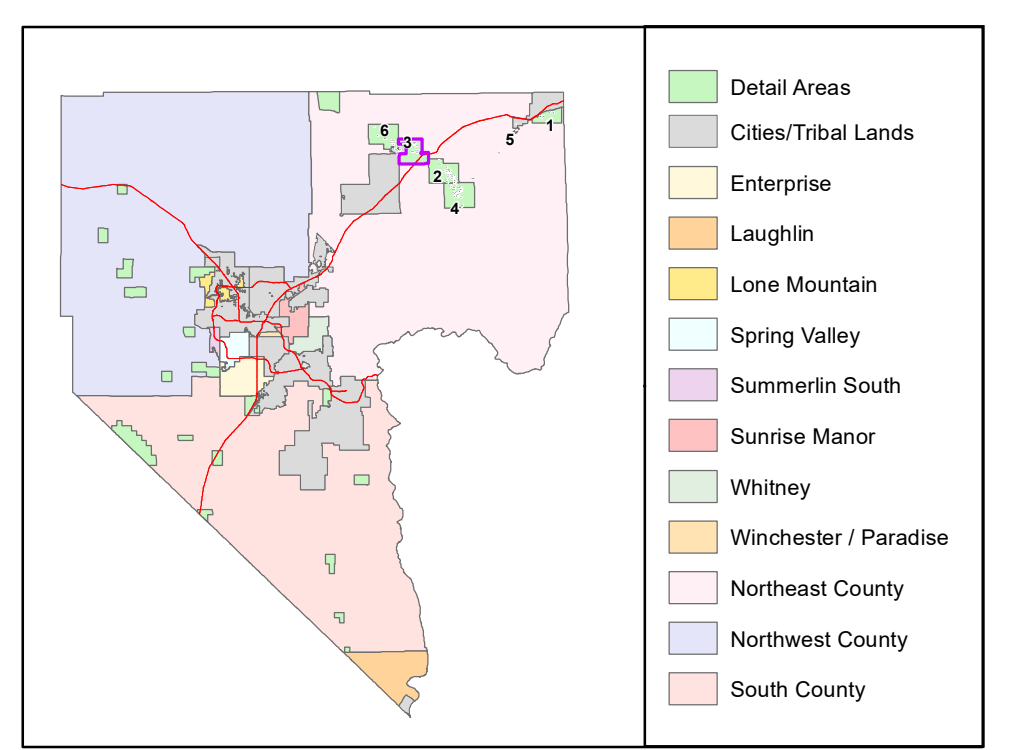 6
3
1
5
2
4
Detail Areas
Cities/Tribal Lands
Enterprise
Laughlin
Lone Mountain
Spring Valley
Summerlin South
Sunrise Manor
Whitney
Winchester / Paradise
Northeast County
Northwest County
South County